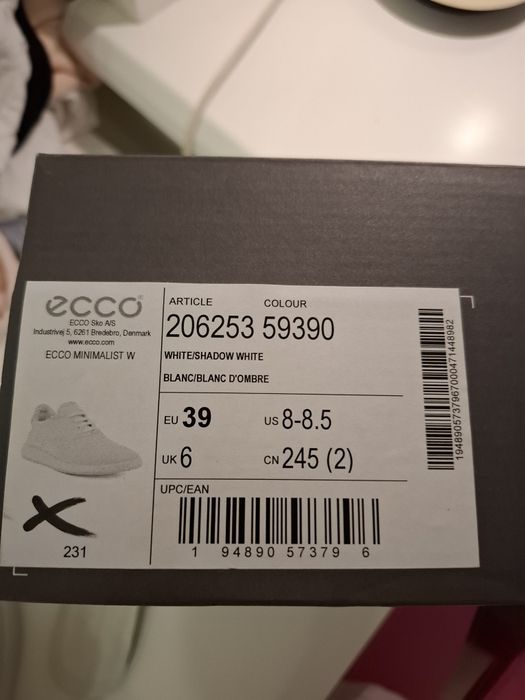 ecco®
ECCO Sko A/S
Industrivej 5, 6261 Bredebro, Denmark
www.ecco.com
ECCO MINIMALIST W
231
ARTICLE COLOUR
206253 59390
WHITE/SHADOW WHITE
BLANC/BLANC D'OMBRE
EU 39 US 8-8.5
UK 6 CN 245 (2)
UPC/EAN
1 94890 57379 6
194890573796700047144898​2